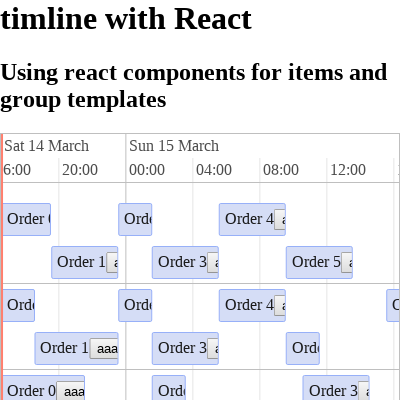 timline with React
Using react components for items and
group templates
Sat 14 March Sun 15 March
6:00 20:00 00:00 04:00 08:00 12:00
Order Order 4
Order 1 Order 3 Order 5
Order 4
Order 1 aaa Order 3
Order 0 aaa Order 3